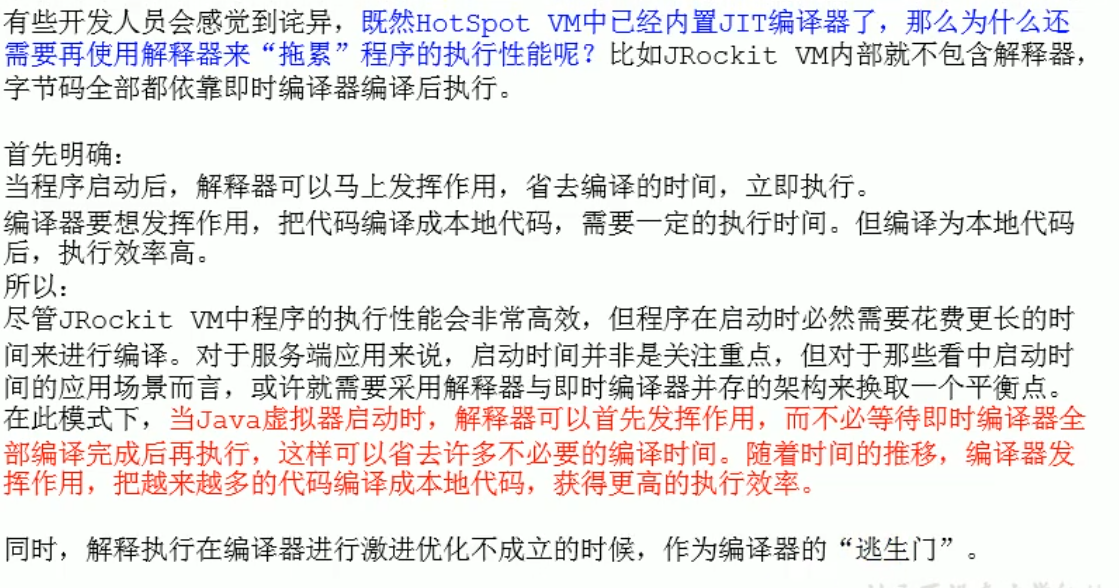 有些开发人员会感觉到诧异，既然HotSpot VM中已经内置JIT编译器了，那么为什么还
需要再使用解释器来“拖累”程序的执行性能呢？比如JRockit VM内部就不包含解释器，
字节码全部都依靠即时编译器编译后执行。
首先明确：
当程序启动后，解释器可以马上发挥作用，省去编译的时间，立即执行。
编译器要想发挥作用，把代码编译成本地代码，需要一定的执行时间。但编译为本地代码
后，执行效率高。
所以：
尽管JRockit VM中程序的执行性能会非常高效，但程序在启动时必然需要花费更长的时
间来进行编译。对于服务端应用来说，启动时间并非是关注重点，但对于那些看中启动时
间的应用场景而言，或许就需要采用解释器与即时编译器并存的架构来换取一个平衡点。
在此模式下，当Java虚拟器启动时，解释器可以首先发挥作用，而不必等待即时编译器全
部编译完成后再执行，这样可以省去许多不必要的编译时间。随着时间的推移，编译器发
挥作用，把越来越多的代码编译成本地代码，获得更高的执行效率。
同时，解释执行在编译器进行激进优化不成立的时候，作为编译器的“逃生门”。